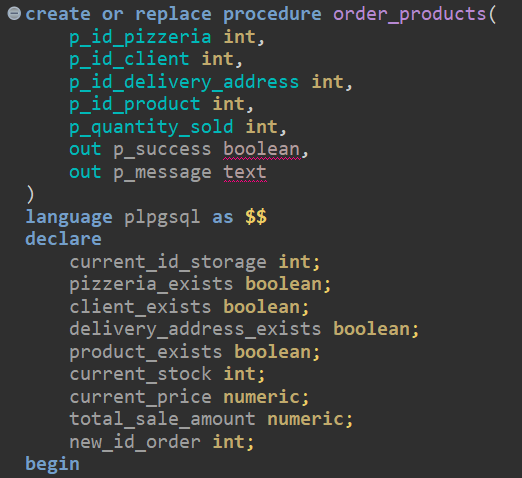 create or replace procedure order_products(
    p_id_pizzeria int,
    p_id_client int,
    p_id_delivery_address int,
    p_id_product int,
    p_quantity_sold int,
    out p_success boolean,
    out p_message text
)
language plpgsql as $$
declare
    current_id_storage int;
    pizzeria_exists boolean;
    client_exists boolean;
    delivery_address_exists boolean;
    product_exists boolean;
    current_stock int;
    current_price numeric;
    total_sale_amount numeric;
    new_id_order int;
begin